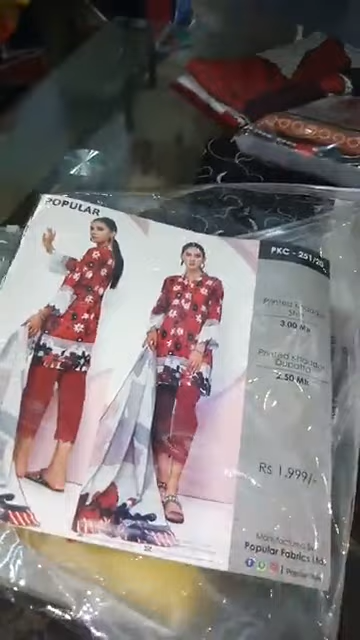 POPULAR
PKC - 251/20
Printed Khaddar
Shirt
3.00 Mtr
Printed Khaddar
Dupatta
2.50 Mtr
RS 1,999/-
Manufactured by
Popular Fabrics Ltd